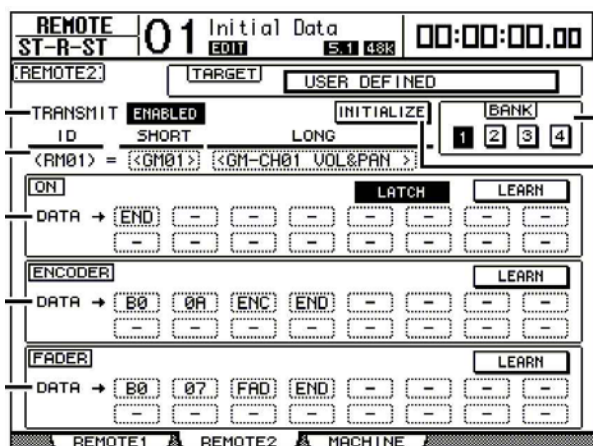 REMOTE
ST-R-ST
01
Initial Data
EDIT 5.1 48k
00:00:00.00
REMOTE2
TARGET
USER DEFINED
TRANSMIT ENABLED
INITIALIZE
BANK
1 2 3 4
ID SHORT LONG
(RM01) = <GM01> <GM-CH01 VOL&PAN >
ON
LATCH
LEARN
DATA → END - - - - - - -
- - - - - - - -
ENCODER
LEARN
DATA → B0 0A ENC END - - - -
- - - - - - - -
FADER
LEARN
DATA → B0 07 FAD END - - - -
- - - - - - - -
REMOTE1 REMOTE2 MACHINE